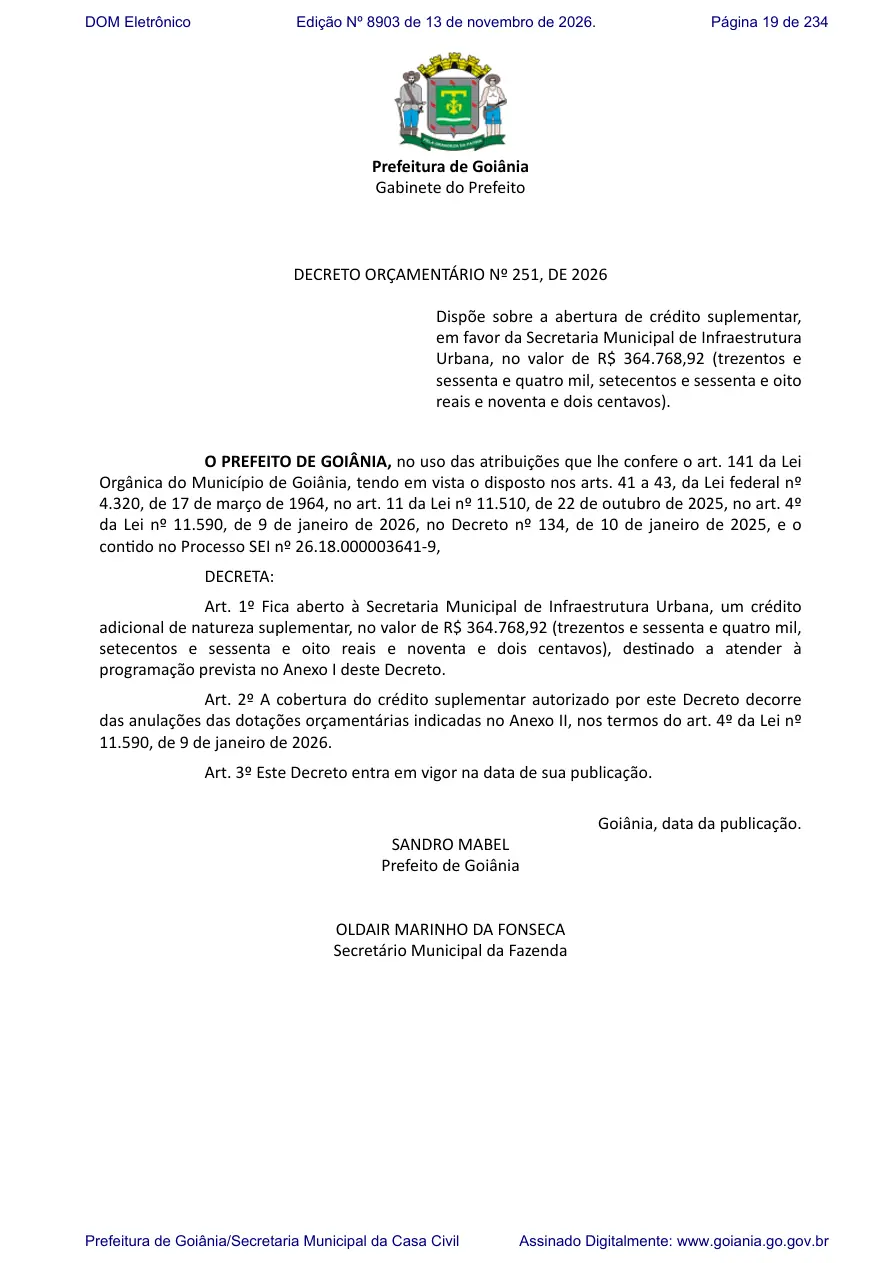 DOM Eletrônico Edição Nº 8903 de 13 de novembro de 2026. Página 19 de 234
PELA GRANDEZA DA PATRIA
Prefeitura de Goiânia
Gabinete do Prefeito
DECRETO ORÇAMENTÁRIO Nº 251, DE 2026
Dispõe sobre a abertura de crédito suplementar,
em favor da Secretaria Municipal de Infraestrutura
Urbana, no valor de R$ 364.768,92 (trezentos e
sessenta e quatro mil, setecentos e sessenta e oito
reais e noventa e dois centavos).
O PREFEITO DE GOIÂNIA, no uso das atribuições que lhe confere o art. 141 da Lei
Orgânica do Município de Goiânia, tendo em vista o disposto nos arts. 41 a 43, da Lei federal nº
4.320, de 17 de março de 1964, no art. 11 da Lei nº 11.510, de 22 de outubro de 2025, no art. 4º
da Lei nº 11.590, de 9 de janeiro de 2026, no Decreto nº 134, de 10 de janeiro de 2025, e o
contido no Processo SEI nº 26.18.000003641-9,
DECRETA:
Art. 1º Fica aberto à Secretaria Municipal de Infraestrutura Urbana, um crédito
adicional de natureza suplementar, no valor de R$ 364.768,92 (trezentos e sessenta e quatro mil,
setecentos e sessenta e oito reais e noventa e dois centavos), destinado a atender à
programação prevista no Anexo I deste Decreto.
Art. 2º A cobertura do crédito suplementar autorizado por este Decreto decorre
das anulações das dotações orçamentárias indicadas no Anexo II, nos termos do art. 4º da Lei nº
11.590, de 9 de janeiro de 2026.
Art. 3º Este Decreto entra em vigor na data de sua publicação.
Goiânia, data da publicação.
SANDRO MABEL
Prefeito de Goiânia
OLDAIR MARINHO DA FONSECA
Secretário Municipal da Fazenda
Prefeitura de Goiânia/Secretaria Municipal da Casa Civil Assinado Digitalmente: www.goiania.go.gov.br